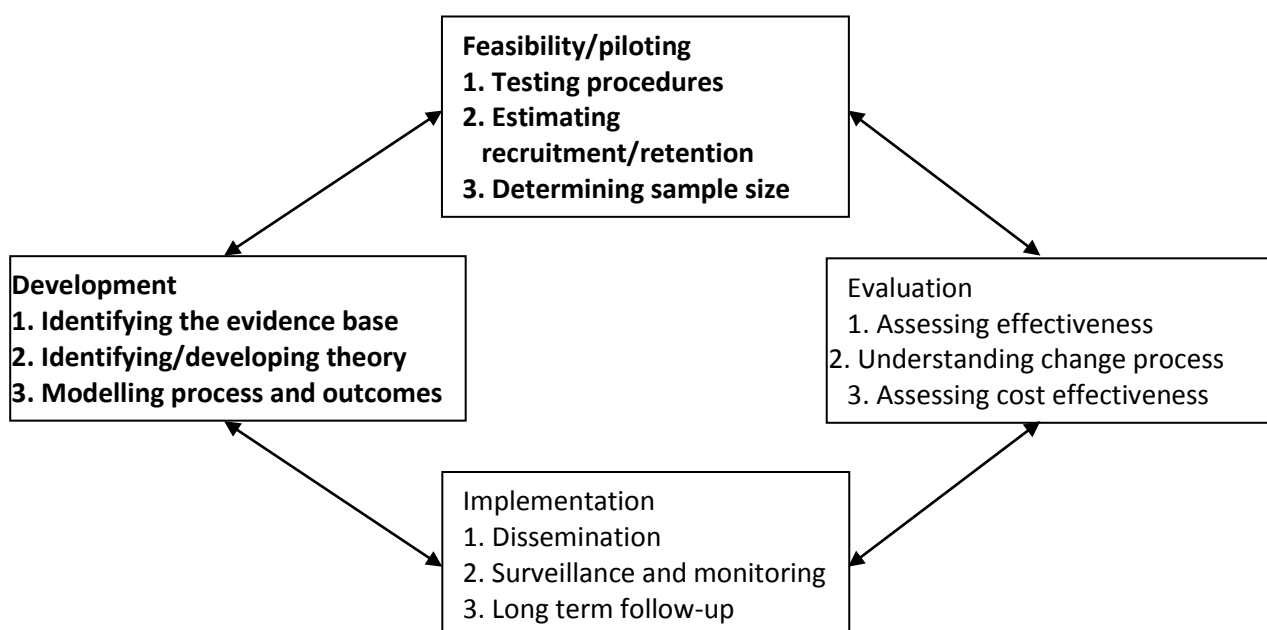 Feasibility/piloting
1. Testing procedures
2. Estimating
recruitment/retention
3. Determining sample size
Development
1. Identifying the evidence base
2. Identifying/developing theory
3. Modelling process and outcomes
Evaluation
1. Assessing effectiveness
2. Understanding change process
3. Assessing cost effectiveness
Implementation
1. Dissemination
2. Surveillance and monitoring
3. Long term follow-up